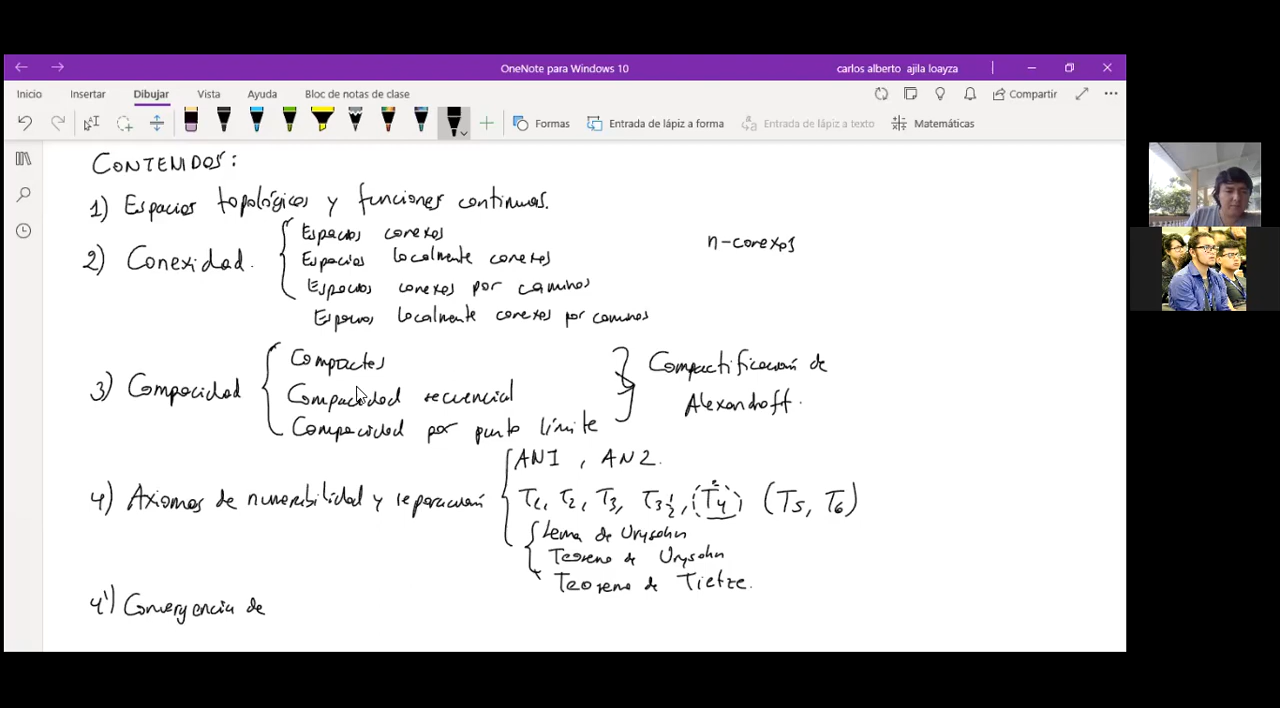 OneNote para Windows 10
carlos alberto ajila loayza
Inicio
Insertar
Dibujar
Vista
Ayuda
Bloc de notas de clase
Compartir
Formas
Entrada de lápiz a forma
Entrada de lápiz a texto
Matemáticas
CONTENIDOS:
1) Espacios topológicos y funciones continuas.
2) Conexidad.
Espacios conexos
Espacios localmente conexos
Espacios conexos por caminos
Espacios localmente conexos por caminos
n-conexos
3) Compacidad
Compactos
Compacidad secuencial
Compacidad por punto límite
Compactificación de
Alexandroff.
4) Axiomas de numerabilidad y separación
AN1, AN2.
T1, T2, T3, T3½, T4 (T5, T6)
Lema de Urysohn
Teorema de Urysohn
Teorema de Tietze.
4') Convergencia de